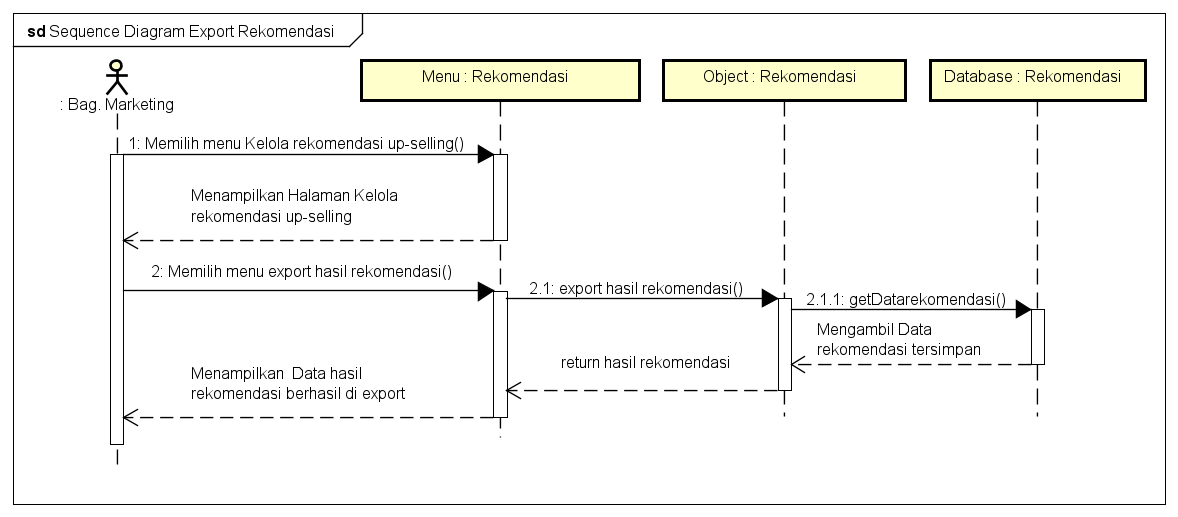 sd Sequence Diagram Export Rekomendasi
: Bag. Marketing
Menu : Rekomendasi
Object : Rekomendasi
Database : Rekomendasi
1: Memilih menu Kelola rekomendasi up-selling()
Menampilkan Halaman Kelola
rekomendasi up-selling
2: Memilih menu export hasil rekomendasi()
2.1: export hasil rekomendasi()
2.1.1: getDatarekomendasi()
Mengambil Data
rekomendasi tersimpan
return hasil rekomendasi
Menampilkan Data hasil
rekomendasi berhasil di export